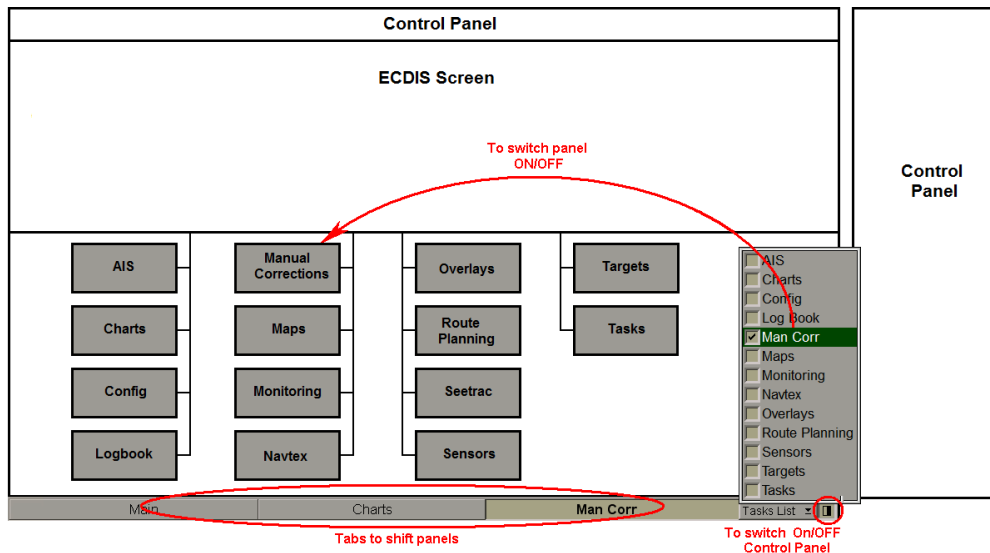 Control Panel
ECDIS Screen
To switch panel
ON/OFF
Control
Panel
AIS
Manual
Corrections
Overlays
Targets
Charts
Maps
Route
Planning
Tasks
Config
Monitoring
Seetrac
Logbook
Navtex
Sensors
AIS
Charts
Config
Log Book
Man Corr
Maps
Monitoring
Navtex
Overlays
Route Planning
Sensors
Targets
Tasks
Main
Charts
Man Corr
Tasks List
Tabs to shift panels
To switch On/OFF
Control Panel